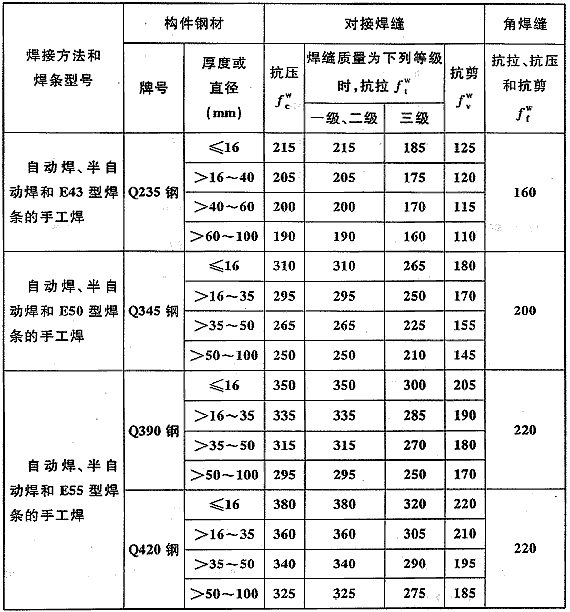 焊接方法和
焊条型号
构件钢材
对接焊缝
角焊缝
牌号
厚度或
直径
(mm)
抗压
f_c^w
焊缝质量为下列等级
时,抗拉 f_t^w
一级、二级
三级
抗剪
f_v^w
抗拉、抗压
和抗剪
f_f^w
自动焊、半自
动焊和E43型焊
条的手工焊
Q235钢
≤16 215 215 185 125
>16~40 205 205 175 120
>40~60 200 200 170 115
>60~100 190 190 160 110
160
自动焊、半自
动焊和E50型焊
条的手工焊
Q345钢
≤16 310 310 265 180
>16~35 295 295 250 170
>35~50 265 265 225 155
>50~100 250 250 210 145
200
自动焊、半自
动焊和E55型焊
条的手工焊
Q390钢
≤16 350 350 300 205
>16~35 335 335 285 190
>35~50 315 315 270 180
>50~100 295 295 250 170
220
Q420钢
≤16 380 380 320 220
>16~35 360 360 305 210
>35~50 340 340 290 195
>50~100 325 325 275 185
220